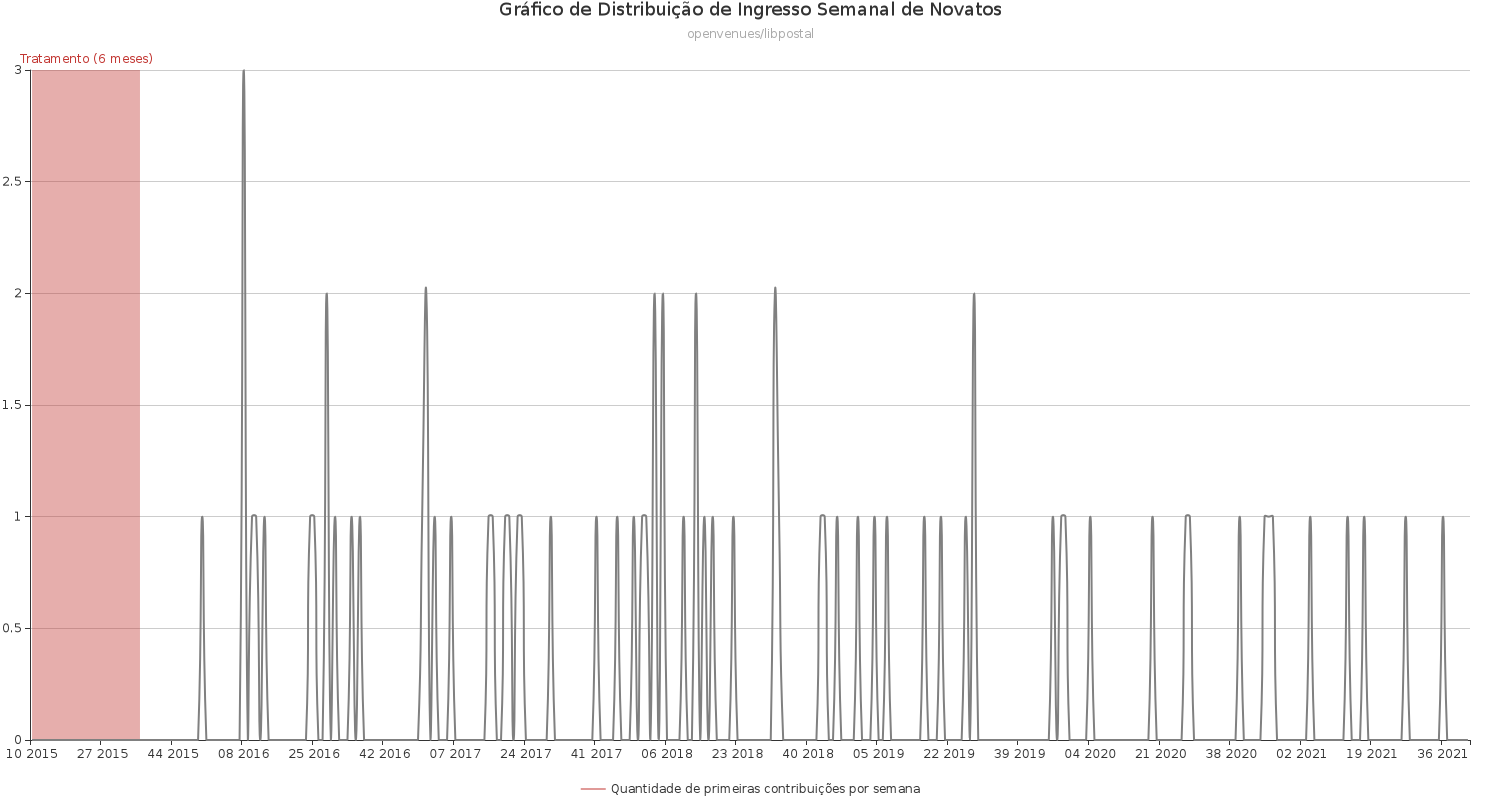 Gráfico de Distribuição de Ingresso Semanal de Novatos
openvenues/libpostal
Tratamento (6 meses)
3
2.5
2
1.5
1
0.5
0
10 2015 27 2015 44 2015 08 2016 25 2016 42 2016 07 2017 24 2017 41 2017 06 2018 23 2018 40 2018 05 2019 22 2019 39 2019 04 2020 21 2020 38 2020 02 2021 19 2021 36 2021
Quantidade de primeiras contribuições por semana